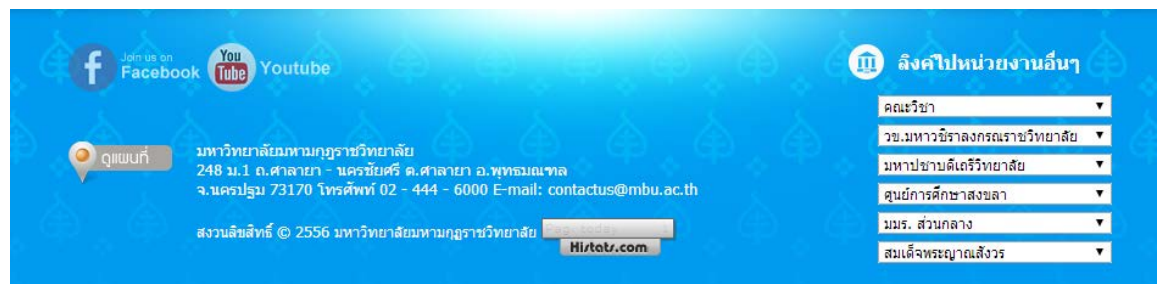 Join us on
Facebook
You
Tube
Youtube
ลิงค์ไปหน่วยงานอื่นๆ
คณะวิชา
วข.มหาวชิราลงกรณราชวิทยาลัย
มหาปชาบดีเถรีวิทยาลัย
ศูนย์การศึกษาสงขลา
มมร. ส่วนกลาง
สมเด็จพระญาณสังวร
ดูแผนที่
มหาวิทยาลัยมหามกุฎราชวิทยาลัย
248 ม.1 ถ.ศาลายา - นครชัยศรี ต.ศาลายา อ.พุทธมณฑล
จ.นครปฐม 73170 โทรศัพท์ 02 - 444 - 6000 E-mail: contactus@mbu.ac.th
สงวนลิขสิทธิ์ © 2556 มหาวิทยาลัยมหามกุฏราชวิทยาลัย
Histats.com